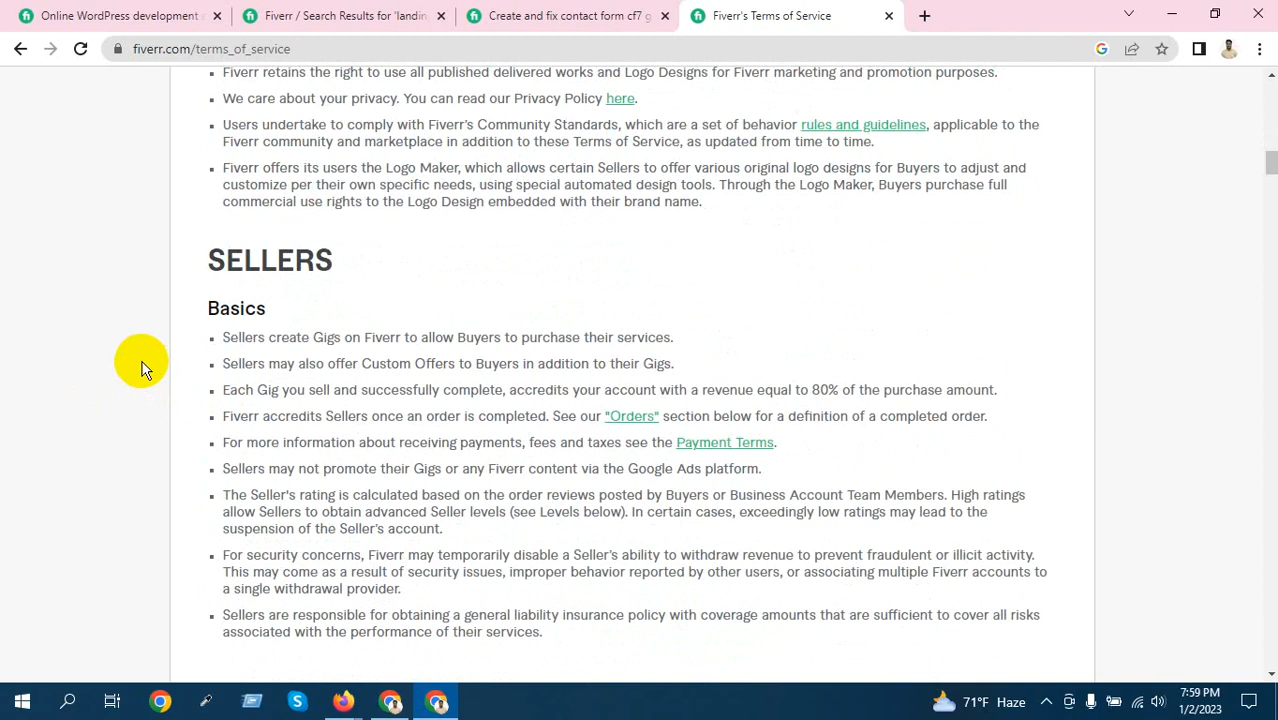 Online WordPress development e
Fiverr / Search Results for 'landin
Create and fix contact form cf7 g
Fiverr's Terms of Service
fiverr.com/terms_of_service
Fiverr retains the right to use all published delivered works and Logo Designs for Fiverr marketing and promotion purposes.
We care about your privacy. You can read our Privacy Policy here.
Users undertake to comply with Fiverr's Community Standards, which are a set of behavior rules and guidelines, applicable to the
Fiverr community and marketplace in addition to these Terms of Service, as updated from time to time.
Fiverr offers its users the Logo Maker, which allows certain Sellers to offer various original logo designs for Buyers to adjust and
customize per their own specific needs, using special automated design tools. Through the Logo Maker, Buyers purchase full
commercial use rights to the Logo Design embedded with their brand name.
SELLERS
Basics
Sellers create Gigs on Fiverr to allow Buyers to purchase their services.
Sellers may also offer Custom Offers to Buyers in addition to their Gigs.
Each Gig you sell and successfully complete, accredits your account with a revenue equal to 80% of the purchase amount.
Fiverr accredits Sellers once an order is completed. See our "Orders" section below for a definition of a completed order.
For more information about receiving payments, fees and taxes see the Payment Terms.
Sellers may not promote their Gigs or any Fiverr content via the Google Ads platform.
The Seller's rating is calculated based on the order reviews posted by Buyers or Business Account Team Members. High ratings
allow Sellers to obtain advanced Seller levels (see Levels below). In certain cases, exceedingly low ratings may lead to the
suspension of the Seller's account.
For security concerns, Fiverr may temporarily disable a Seller's ability to withdraw revenue to prevent fraudulent or illicit activity.
This may come as a result of security issues, improper behavior reported by other users, or associating multiple Fiverr accounts to
a single withdrawal provider.
Sellers are responsible for obtaining a general liability insurance policy with coverage amounts that are sufficient to cover all risks
associated with the performance of their services.
71°F Haze
7:59 PM
1/2/2023